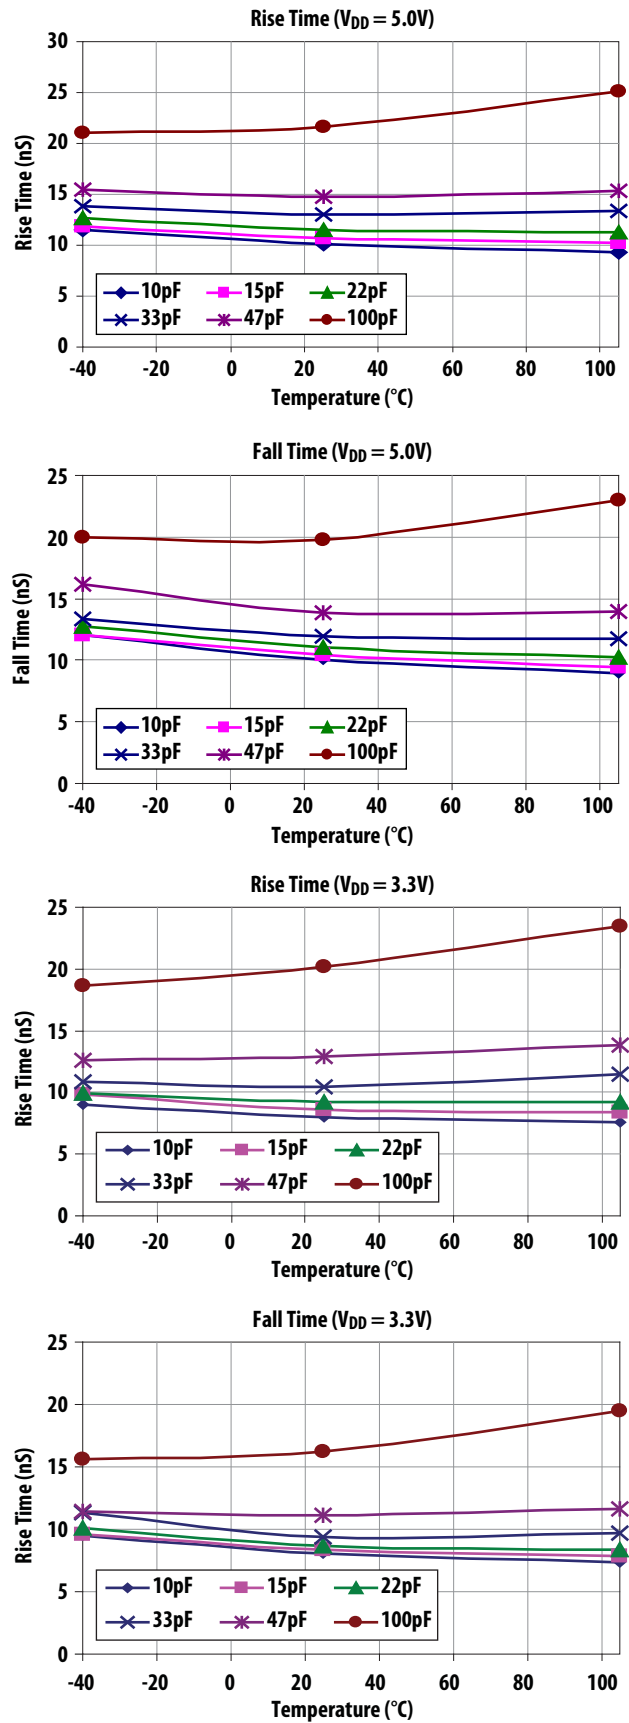 Rise Time (VDD = 5.0V)
Rise Time (nS)
30
25
20
15
10
5
0
10pF 15pF 22pF
33pF 47pF 100pF
-40 -20 0 20 40 60 80 100
Temperature (°C)
Fall Time (VDD = 5.0V)
Fall Time (nS)
25
20
15
10
5
0
10pF 15pF 22pF
33pF 47pF 100pF
-40 -20 0 20 40 60 80 100
Temperature (°C)
Rise Time (VDD = 3.3V)
Rise Time (nS)
25
20
15
10
5
0
10pF 15pF 22pF
33pF 47pF 100pF
-40 -20 0 20 40 60 80 100
Temperature (°C)
Fall Time (VDD = 3.3V)
Rise Time (nS)
25
20
15
10
5
0
10pF 15pF 22pF
33pF 47pF 100pF
-40 -20 0 20 40 60 80 100
Temperature (°C)